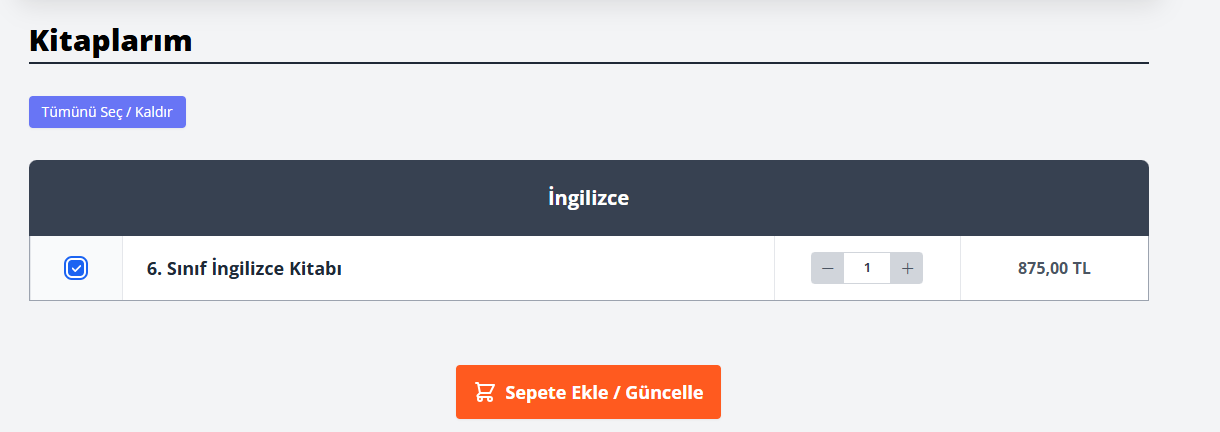 Kitaplarım
Tümünü Seç / Kaldır
İngilizce
6. Sınıf İngilizce Kitabı
− 1 +
875,00 TL
Sepete Ekle / Güncelle